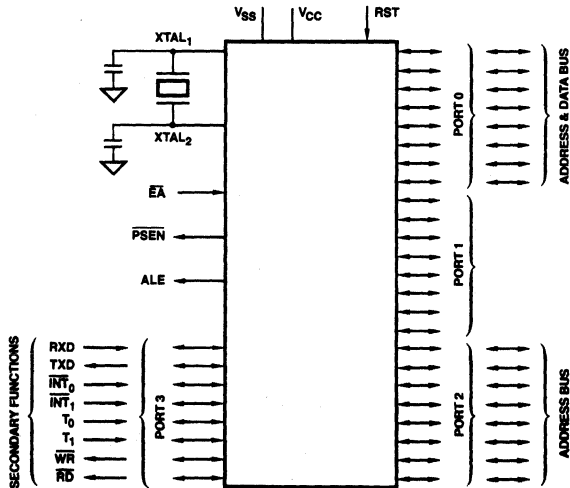 VSS VCC RST
XTAL1
XTAL2
EA
PSEN
ALE
PORT 0
ADDRESS & DATA BUS
PORT 1
PORT 2
ADDRESS BUS
PORT 3
SECONDARY FUNCTIONS
RXD
TXD
INT0
INT1
T0
T1
WR
RD